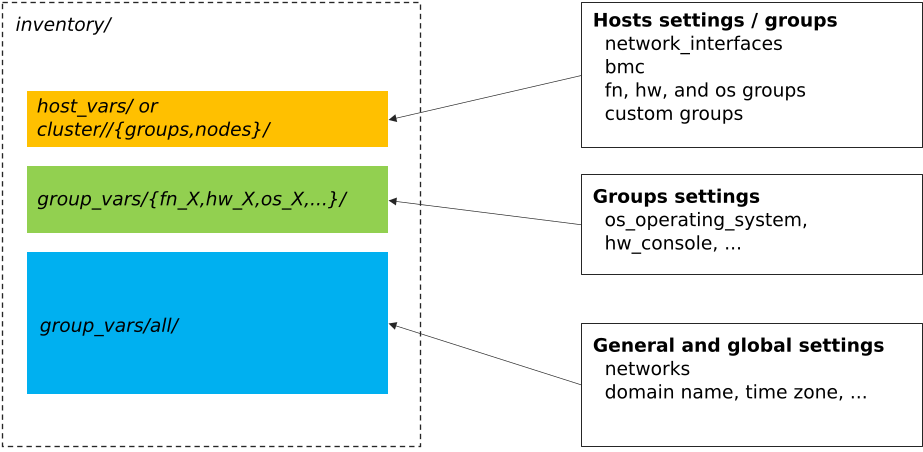 inventory/
host_vars/ or
cluster//{groups,nodes}/
group_vars/{fn_X,hw_X,os_X,...}/
group_vars/all/
Hosts settings / groups
network_interfaces
bmc
fn, hw, and os groups
custom groups
Groups settings
os_operating_system,
hw_console, ...
General and global settings
networks
domain name, time zone, ...